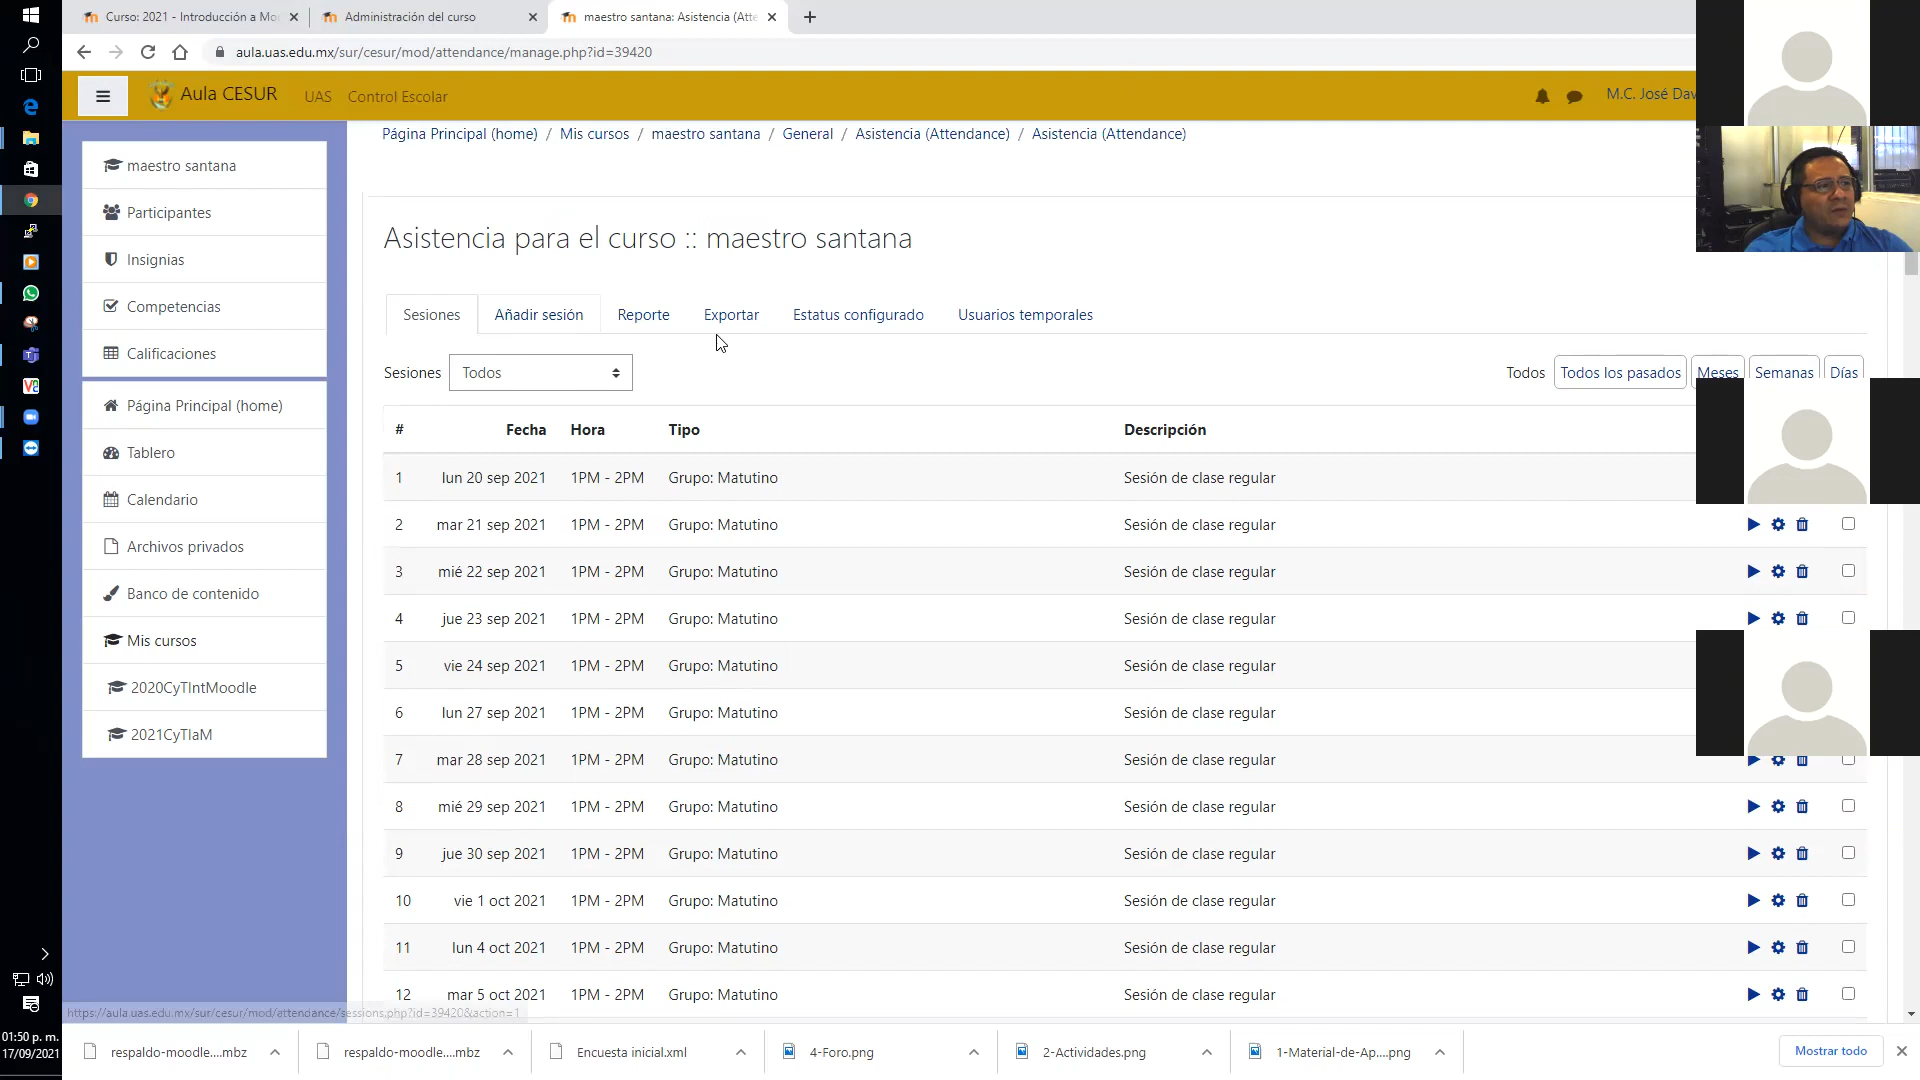 Curso: 2021 - Introducción a Mo
Administración del curso
maestro santana: Asistencia (Atte
aula.uas.edu.mx/sur/cesur/mod/attendance/manage.php?id=39420
Aula CESUR
UAS
Control Escolar
M.C. José Dav
Página Principal (home) / Mis cursos / maestro santana / General / Asistencia (Attendance) / Asistencia (Attendance)
maestro santana
Participantes
Insignias
Competencias
Calificaciones
Página Principal (home)
Tablero
Calendario
Archivos privados
Banco de contenido
Mis cursos
2020CyTIntMoodle
2021CyTIaM
Asistencia para el curso :: maestro santana
Sesiones
Añadir sesión
Reporte
Exportar
Estatus configurado
Usuarios temporales
Sesiones
Todos
Todos
Todos los pasados
Meses
Semanas
Días
# Fecha Hora Tipo Descripción
1 lun 20 sep 2021 1PM - 2PM Grupo: Matutino Sesión de clase regular
2 mar 21 sep 2021 1PM - 2PM Grupo: Matutino Sesión de clase regular
3 mié 22 sep 2021 1PM - 2PM Grupo: Matutino Sesión de clase regular
4 jue 23 sep 2021 1PM - 2PM Grupo: Matutino Sesión de clase regular
5 vie 24 sep 2021 1PM - 2PM Grupo: Matutino Sesión de clase regular
6 lun 27 sep 2021 1PM - 2PM Grupo: Matutino Sesión de clase regular
7 mar 28 sep 2021 1PM - 2PM Grupo: Matutino Sesión de clase regular
8 mié 29 sep 2021 1PM - 2PM Grupo: Matutino Sesión de clase regular
9 jue 30 sep 2021 1PM - 2PM Grupo: Matutino Sesión de clase regular
10 vie 1 oct 2021 1PM - 2PM Grupo: Matutino Sesión de clase regular
11 lun 4 oct 2021 1PM - 2PM Grupo: Matutino Sesión de clase regular
12 mar 5 oct 2021 1PM - 2PM Grupo: Matutino Sesión de clase regular
https://aula.uas.edu.mx/sur/cesur/mod/attendance/sessions.php?id=39420&action=1
01:50 p. m.
17/09/2021
respaldo-moodle....mbz
respaldo-moodle....mbz
Encuesta inicial.xml
4-Foro.png
2-Actividades.png
1-Material-de-Ap....png
Mostrar todo